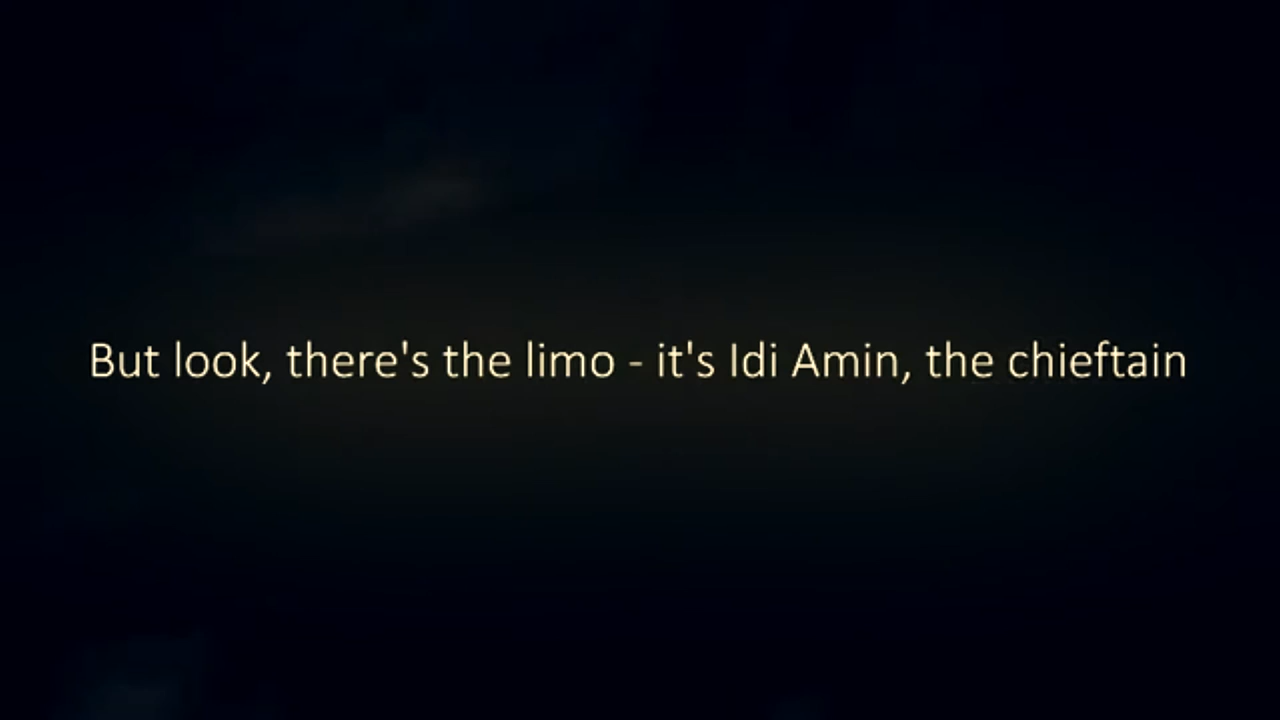 But look, there's the limo - it's Idi Amin, the chieftain